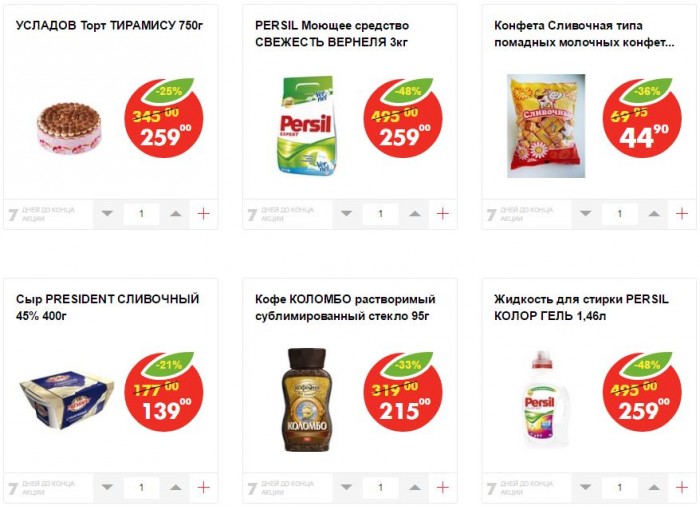 УСЛАДОВ Торт ТИРАМИСУ 750г
-25%
345 00
259 00
7 ДНЕЙ ДО КОНЦА
АКЦИИ
1
PERSIL Моющее средство
СВЕЖЕСТЬ ВЕРНЕЛЯ 3кг
Persil
EXPERT
Ver
nel
-48%
495 00
259 00
7 ДНЕЙ ДО КОНЦА
АКЦИИ
1
Конфета Сливочная типа
помадных молочных конфет...
-36%
69 95
44 90
7 ДНЕЙ ДО КОНЦА
АКЦИИ
1
Сыр PRESIDENT СЛИВОЧНЫЙ
45% 400г
-21%
177 00
139 00
7 ДНЕЙ ДО КОНЦА
АКЦИИ
1
Кофе КОЛОМБО растворимый
сублимированный стекло 95г
КОЛОМБО
-33%
319 00
215 00
7 ДНЕЙ ДО КОНЦА
АКЦИИ
1
Жидкость для стирки PERSIL
КОЛОР ГЕЛЬ 1,46л
Persil
-48%
495 00
259 00
7 ДНЕЙ ДО КОНЦА
АКЦИИ
1